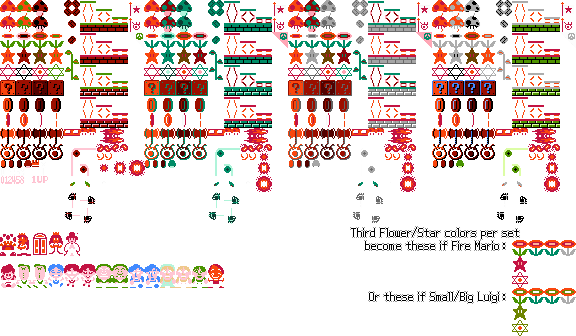 ? ? ? ? ? ? ? ? ? ? ? ? ? ? ? ?
1UP
Third Flower/Star colors per set
become these if Fire Mario:
Or these if Small/Big Luigi: